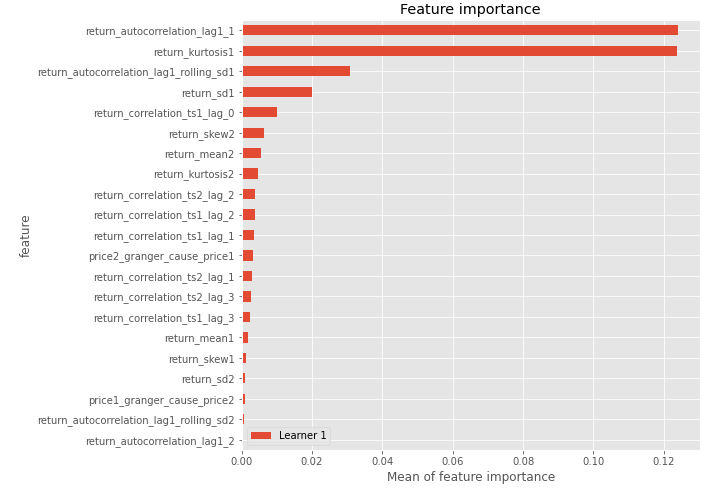 Feature importance
return_autocorrelation_lag1_1
return_kurtosis1
return_autocorrelation_lag1_rolling_sd1
return_sd1
return_correlation_ts1_lag_0
return_skew2
return_mean2
return_kurtosis2
return_correlation_ts2_lag_2
return_correlation_ts1_lag_2
return_correlation_ts1_lag_1
price2_granger_cause_price1
return_correlation_ts2_lag_1
return_correlation_ts2_lag_3
return_correlation_ts1_lag_3
return_mean1
return_skew1
return_sd2
price1_granger_cause_price2
return_autocorrelation_lag1_rolling_sd2
return_autocorrelation_lag1_2
feature
Learner 1
0.00 0.02 0.04 0.06 0.08 0.10 0.12
Mean of feature importance